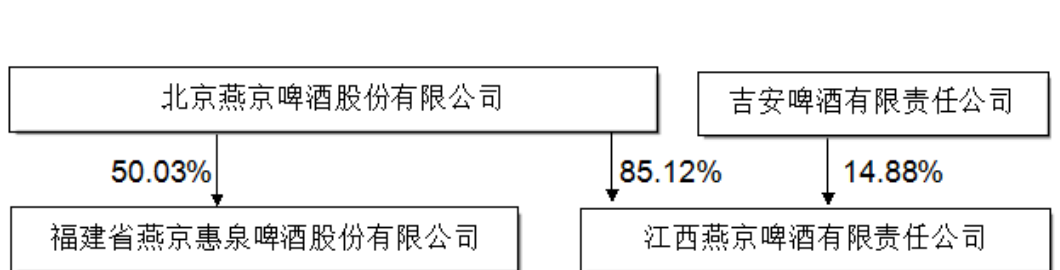 北京燕京啤酒股份有限公司
吉安啤酒有限责任公司
50.03%
85.12%
14.88%
福建省燕京惠泉啤酒股份有限公司
江西燕京啤酒有限责任公司